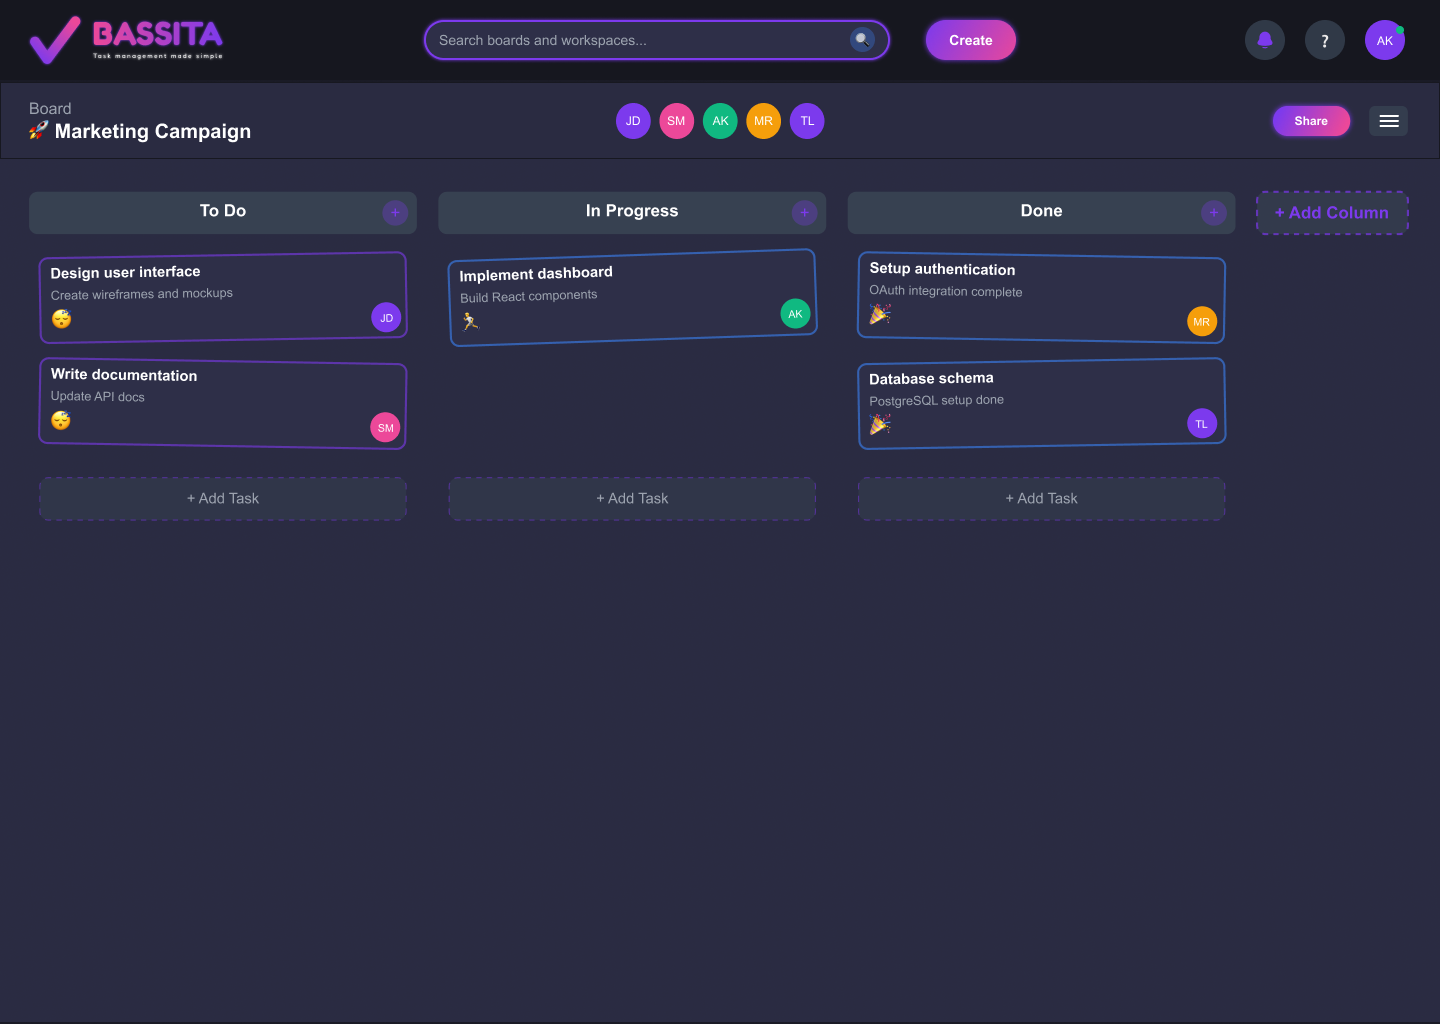 BASSITA
Task management made simple
Search boards and workspaces...
Create
?
AK
Board
Marketing Campaign
JD
SM
AK
MR
TL
Share
To Do
+
In Progress
+
Done
+
+ Add Column
Design user interface
Create wireframes and mockups
JD
Write documentation
Update API docs
SM
+ Add Task
Implement dashboard
Build React components
AK
+ Add Task
Setup authentication
OAuth integration complete
MR
Database schema
PostgreSQL setup done
TL
+ Add Task